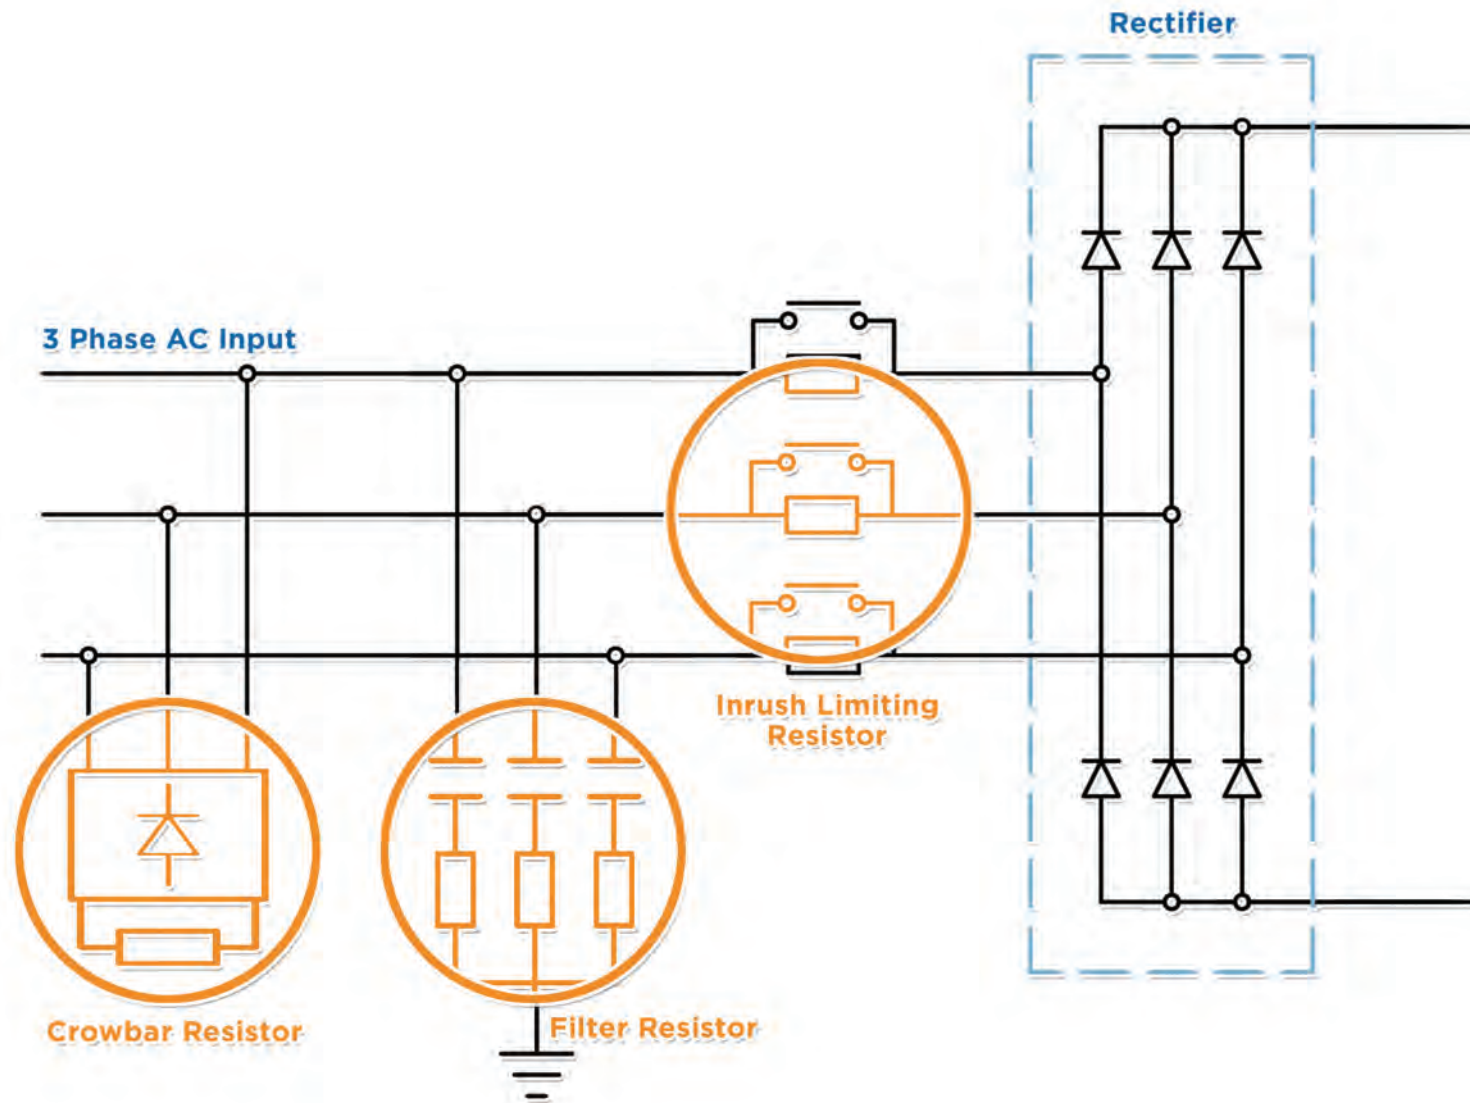 Rectifier
3 Phase AC Input
Inrush Limiting
Resistor
Crowbar Resistor
Filter Resistor